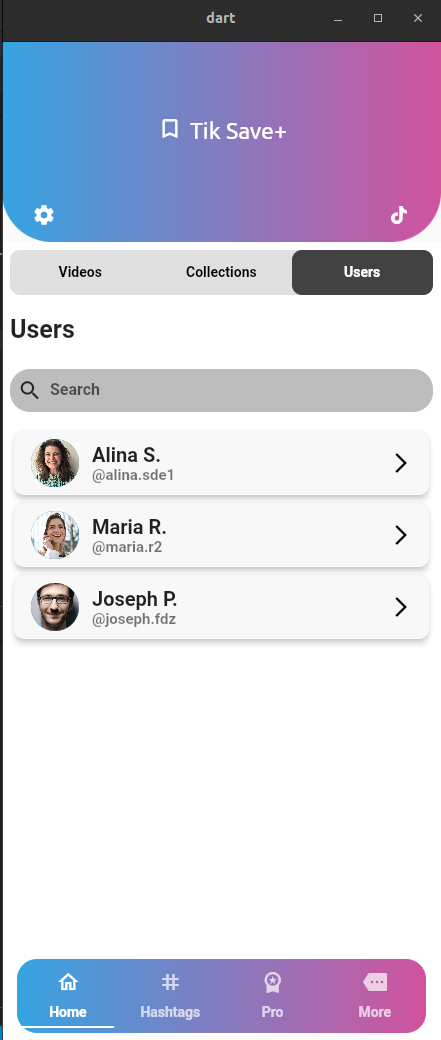 dart
Tik Save+
Videos Collections Users
Users
Search
Alina S.
@alina.sde1
Maria R.
@maria.r2
Joseph P.
@joseph.fdz
Home Hashtags Pro More